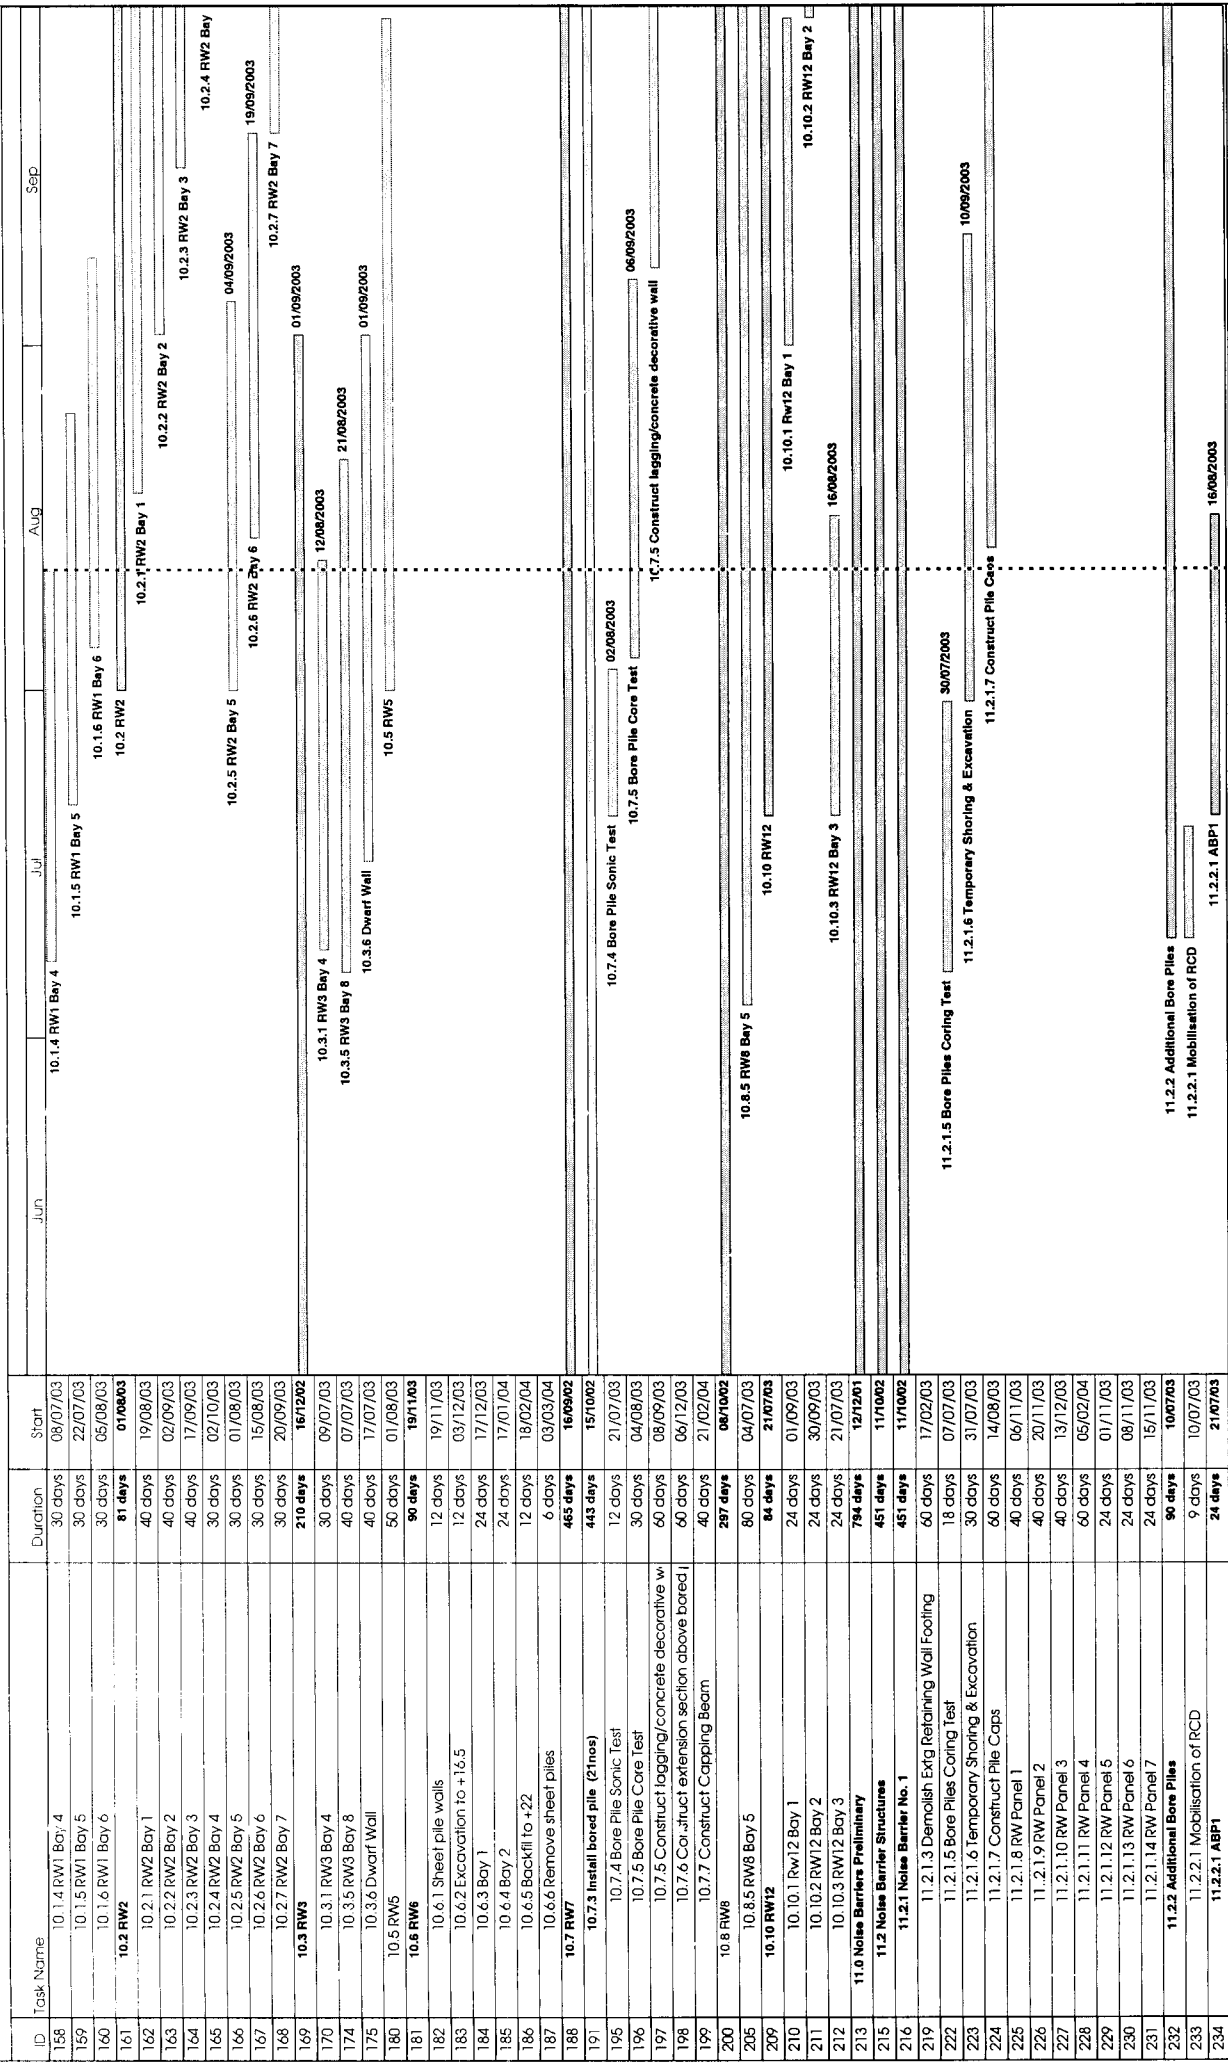 ID Task Name Duration Start Jun Jul Aug Sep
158 10.1.4 RW1 Bay 4 30 days 08/07/03 10.1.4 RW1 Bay 4
159 10.1.5 RW1 Bay 5 30 days 22/07/03 10.1.5 RW1 Bay 5
160 10.1.6 RW1 Bay 6 30 days 05/08/03 10.1.6 RW1 Bay 6
161 10.2 RW2 81 days 01/08/03 10.2 RW2
162 10.2.1 RW2 Bay 1 40 days 19/08/03 10.2.1 RW2 Bay 1
163 10.2.2 RW2 Bay 2 40 days 02/09/03 10.2.2 RW2 Bay 2
164 10.2.3 RW2 Bay 3 40 days 17/09/03 10.2.3 RW2 Bay 3
165 10.2.4 RW2 Bay 4 30 days 02/10/03 10.2.4 RW2 Bay
166 10.2.5 RW2 Bay 5 30 days 01/08/03 10.2.5 RW2 Bay 5 04/09/2003
167 10.2.6 RW2 Bay 6 30 days 15/08/03 10.2.6 RW2 Bay 6 19/09/2003
168 10.2.7 RW2 Bay 7 30 days 20/09/03 10.2.7 RW2 Bay 7
169 10.3 RW3 210 days 16/12/02 01/09/2003
170 10.3.1 RW3 Bay 4 30 days 09/07/03 10.3.1 RW3 Bay 4 12/08/2003
174 10.3.5 RW3 Bay 8 40 days 07/07/03 10.3.5 RW3 Bay 8 21/08/2003
175 10.3.6 Dwarf Wall 40 days 17/07/03 10.3.6 Dwarf Wall 01/09/2003
180 10.5 RW5 50 days 01/08/03 10.5 RW5
181 10.6 RW6 90 days 19/11/03
182 10.6.1 Sheet pile walls 12 days 19/11/03
183 10.6.2 Excavation to +16.5 12 days 03/12/03
184 10.6.3 Bay 1 24 days 17/12/03
185 10.6.4 Bay 2 24 days 17/01/04
186 10.6.5 Backfil to +22 12 days 18/02/04
187 10.6.6 Remove sheet piles 6 days 03/03/04
188 10.7 RW7 465 days 16/09/02
191 10.7.3 Install bored pile (21nos) 443 days 15/10/02
195 10.7.4 Bore Pile Sonic Test 12 days 21/07/03 10.7.4 Bore Pile Sonic Test 02/08/2003
196 10.7.5 Bore Pile Core Test 30 days 04/08/03 10.7.5 Bore Pile Core Test 06/09/2003
197 10.7.5 Construct lagging/concrete decorative w 60 days 08/09/03 10.7.5 Construct lagging/concrete decorative wall
198 10.7.6 Construct extension section above bored 60 days 06/12/03
199 10.7.7 Construct Capping Beam 40 days 21/02/04
200 10.8 RW8 297 days 08/10/02
205 10.8.5 RW8 Bay 5 80 days 04/07/03 10.8.5 RW8 Bay 5
209 10.10 RW12 84 days 21/07/03 10.10 RW12
210 10.10.1 Rw12 Bay 1 24 days 01/09/03 10.10.1 Rw12 Bay 1
211 10.10.2 RW12 Bay 2 24 days 30/09/03 10.10.2 RW12 Bay 2
212 10.10.3 RW12 Bay 3 24 days 21/07/03 10.10.3 RW12 Bay 3 16/08/2003
213 11.0 Noise Barriers Preliminary 794 days 12/12/01
215 11.2 Noise Barrier Structures 451 days 11/10/02
216 11.2.1 Noise Barrier No. 1 451 days 11/10/02
219 11.2.1.3 Demolish Extg Retaining Wall Footing 60 days 17/02/03
222 11.2.1.5 Bore Piles Coring Test 18 days 07/07/03 11.2.1.5 Bore Piles Coring Test 30/07/2003
223 11.2.1.6 Temporary Shoring & Excavation 30 days 31/07/03 11.2.1.6 Temporary Shoring & Excavation 10/09/2003
224 11.2.1.7 Construct Pile Caps 60 days 14/08/03 11.2.1.7 Construct Pile Caps
225 11.2.1.8 RW Panel 1 40 days 06/11/03
226 11.2.1.9 RW Panel 2 40 days 20/11/03
227 11.2.1.10 RW Panel 3 40 days 13/12/03
228 11.2.1.11 RW Panel 4 60 days 05/02/04
229 11.2.1.12 RW Panel 5 24 days 01/11/03
230 11.2.1.13 RW Panel 6 24 days 08/11/03
231 11.2.1.14 RW Panel 7 24 days 15/11/03
232 11.2.2 Additional Bore Piles 90 days 10/07/03 11.2.2 Additional Bore Piles
233 11.2.2.1 Mobilisation of RCD 9 days 10/07/03 11.2.2.1 Mobilisation of RCD
234 11.2.2.1 ABP1 24 days 21/07/03 11.2.2.1 ABP1 16/08/2003